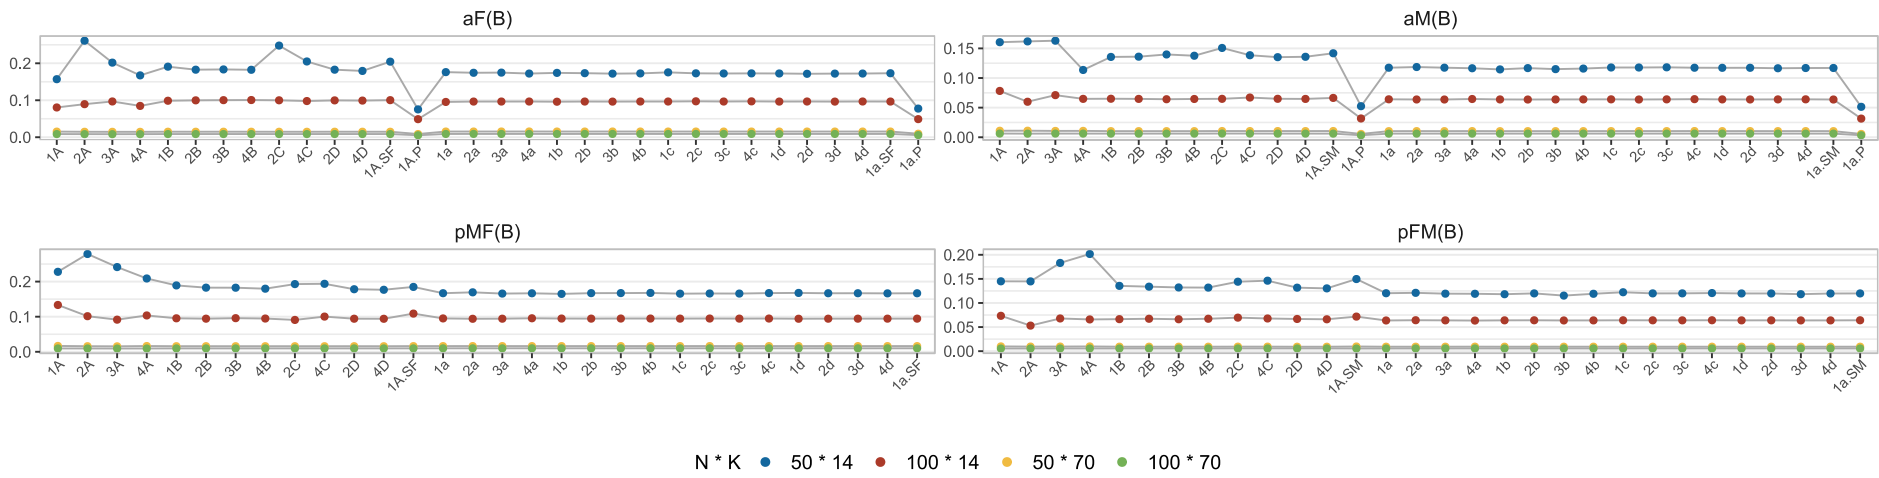 aF(B)
0.2
0.1
0.0
1A 2A 3A 4A 1B 2B 3B 4B 2C 4C 2D 4D 1A.SF 1A.P 1a 2a 3a 4a 1b 2b 3b 4b 1c 2c 3c 4c 1d 2d 3d 4d 1a.SF 1a.P
aM(B)
0.15
0.10
0.05
0.00
1A 2A 3A 4A 1B 2B 3B 4B 2C 4C 2D 4D 1A.SM 1A.P 1a 2a 3a 4a 1b 2b 3b 4b 1c 2c 3c 4c 1d 2d 3d 4d 1a.SM 1a.P
pMF(B)
0.2
0.1
0.0
1A 2A 3A 4A 1B 2B 3B 4B 2C 4C 2D 4D 1A.SF 1a 2a 3a 4a 1b 2b 3b 4b 1c 2c 3c 4c 1d 2d 3d 4d 1a.SF
pFM(B)
0.20
0.15
0.10
0.05
0.00
1A 2A 3A 4A 1B 2B 3B 4B 2C 4C 2D 4D 1A.SM 1a 2a 3a 4a 1b 2b 3b 4b 1c 2c 3c 4c 1d 2d 3d 4d 1a.SM
N * K 50 * 14 100 * 14 50 * 70 100 * 70